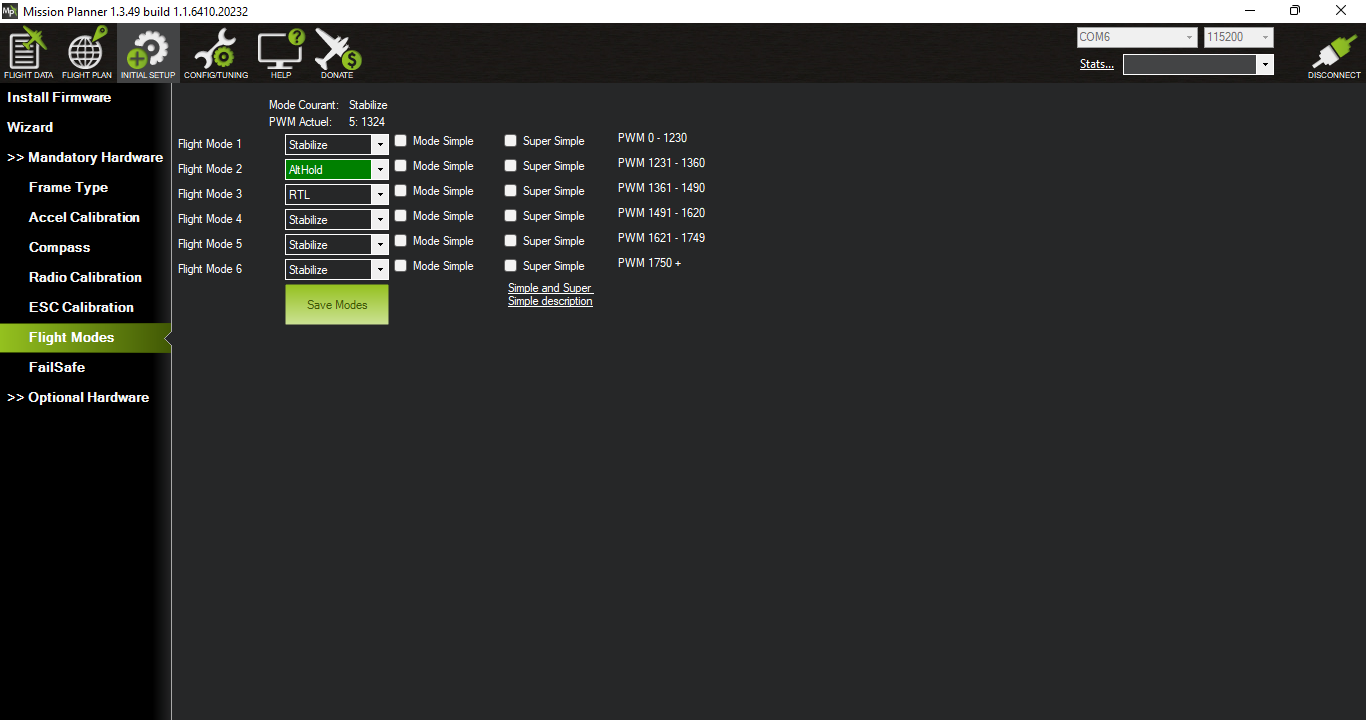 Mission Planner 1.3.49 build 1.1.6410.20232
FLIGHT DATA FLIGHT PLAN INITIAL SETUP CONFIG/TUNING HELP DONATE
COM6 115200
Stats...
DISCONNECT
Install Firmware
Wizard
>> Mandatory Hardware
Frame Type
Accel Calibration
Compass
Radio Calibration
ESC Calibration
Flight Modes
FailSafe
>> Optional Hardware
Mode Courant: Stabilize
PWM Actuel: 5: 1324
Flight Mode 1 Stabilize Mode Simple Super Simple PWM 0 - 1230
Flight Mode 2 AltHold Mode Simple Super Simple PWM 1231 - 1360
Flight Mode 3 RTL Mode Simple Super Simple PWM 1361 - 1490
Flight Mode 4 Stabilize Mode Simple Super Simple PWM 1491 - 1620
Flight Mode 5 Stabilize Mode Simple Super Simple PWM 1621 - 1749
Flight Mode 6 Stabilize Mode Simple Super Simple PWM 1750 +
Save Modes
Simple and Super
Simple description